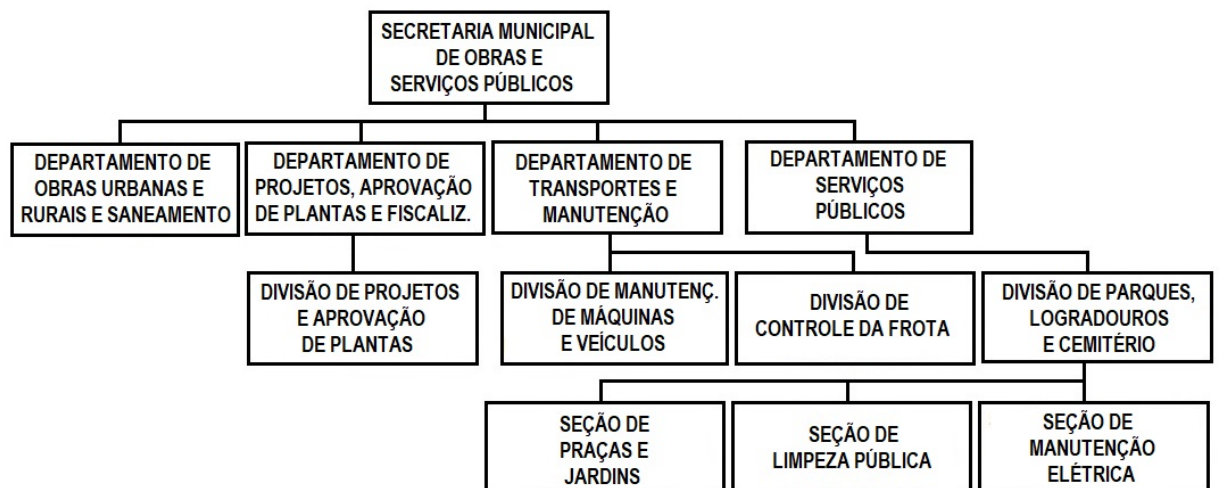 SECRETARIA MUNICIPAL
DE OBRAS E
SERVIÇOS PÚBLICOS
DEPARTAMENTO DE
OBRAS URBANAS E
RURAIS E SANEAMENTO
DEPARTAMENTO DE
PROJETOS, APROVAÇÃO
DE PLANTAS E FISCALIZ.
DEPARTAMENTO DE
TRANSPORTES E
MANUTENÇÃO
DEPARTAMENTO DE
SERVIÇOS
PÚBLICOS
DIVISÃO DE PROJETOS
E APROVAÇÃO
DE PLANTAS
DIVISÃO DE MANUTENÇ.
DE MÁQUINAS
E VEÍCULOS
DIVISÃO DE
CONTROLE DA FROTA
DIVISÃO DE PARQUES,
LOGRADOUROS
E CEMITÉRIO
SEÇÃO DE
PRAÇAS E
JARDINS
SEÇÃO DE
LIMPEZA PÚBLICA
SEÇÃO DE
MANUTENÇÃO
ELÉTRICA